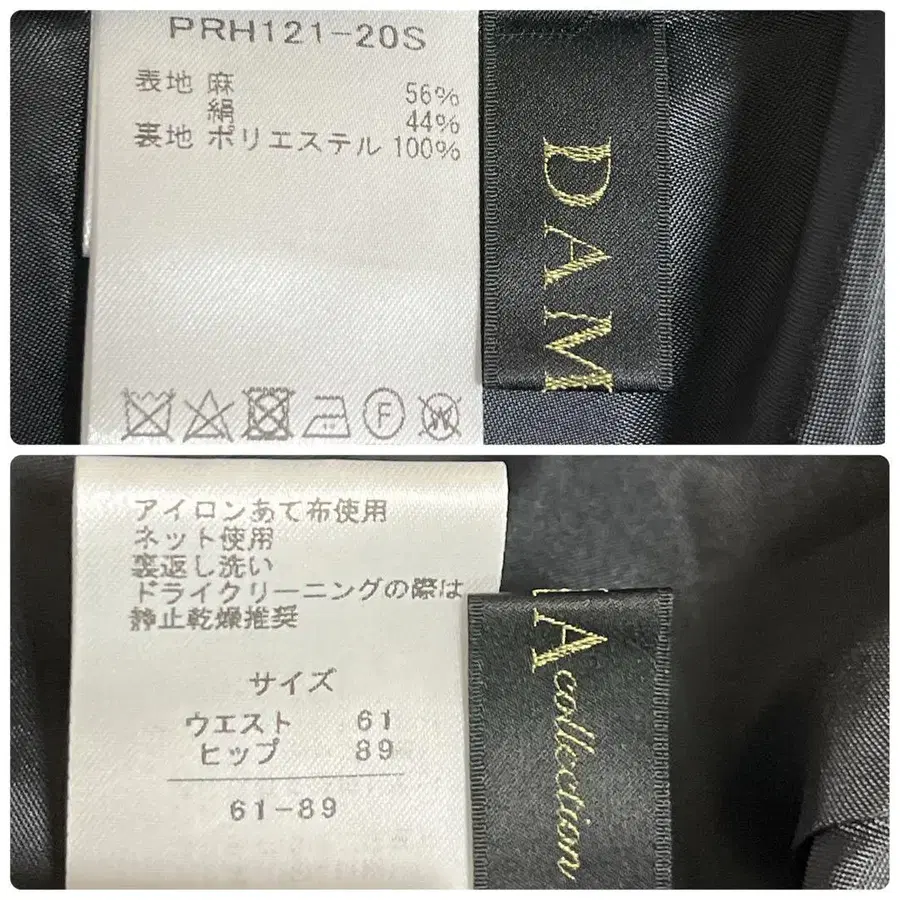 PRH121-20S
表地 麻 56%
絹 44%
裏地 ポリエステル 100%
F
W
DAM
アイロンあて布使用
ネット使用
裏返し洗い
ドライクリーニングの際は
静止乾燥推奨
サイズ
ウエスト 61
ヒップ 89
61-89
A collection